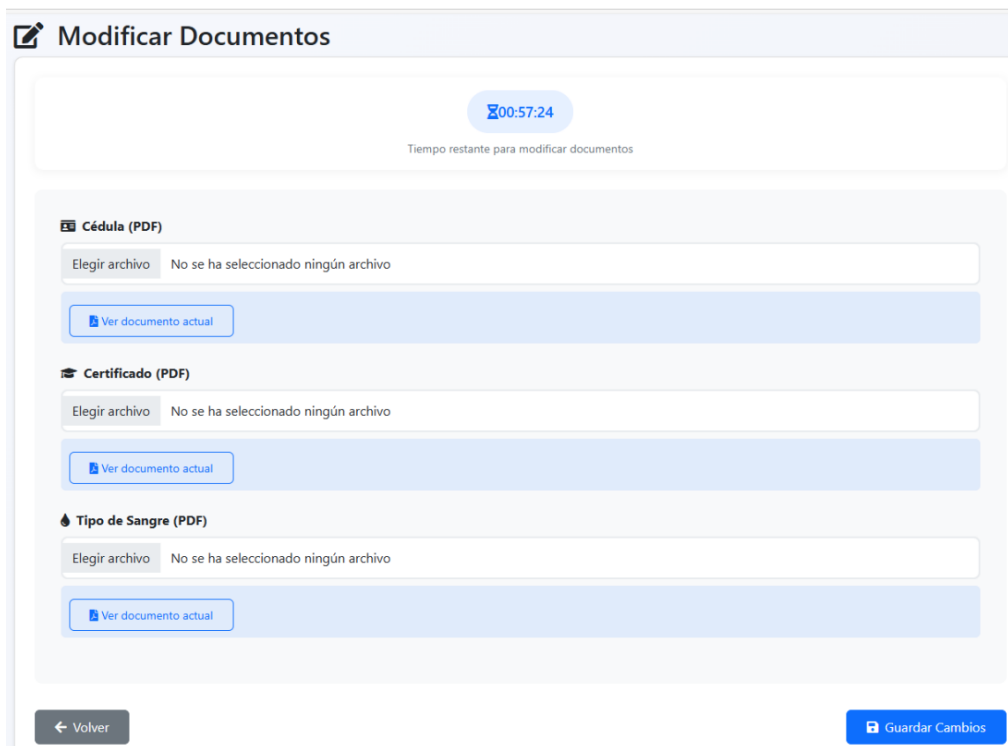 Modificar Documentos
00:57:24
Tiempo restante para modificar documentos
Cédula (PDF)
Elegir archivo No se ha seleccionado ningún archivo
Ver documento actual
Certificado (PDF)
Elegir archivo No se ha seleccionado ningún archivo
Ver documento actual
Tipo de Sangre (PDF)
Elegir archivo No se ha seleccionado ningún archivo
Ver documento actual
Volver Guardar Cambios